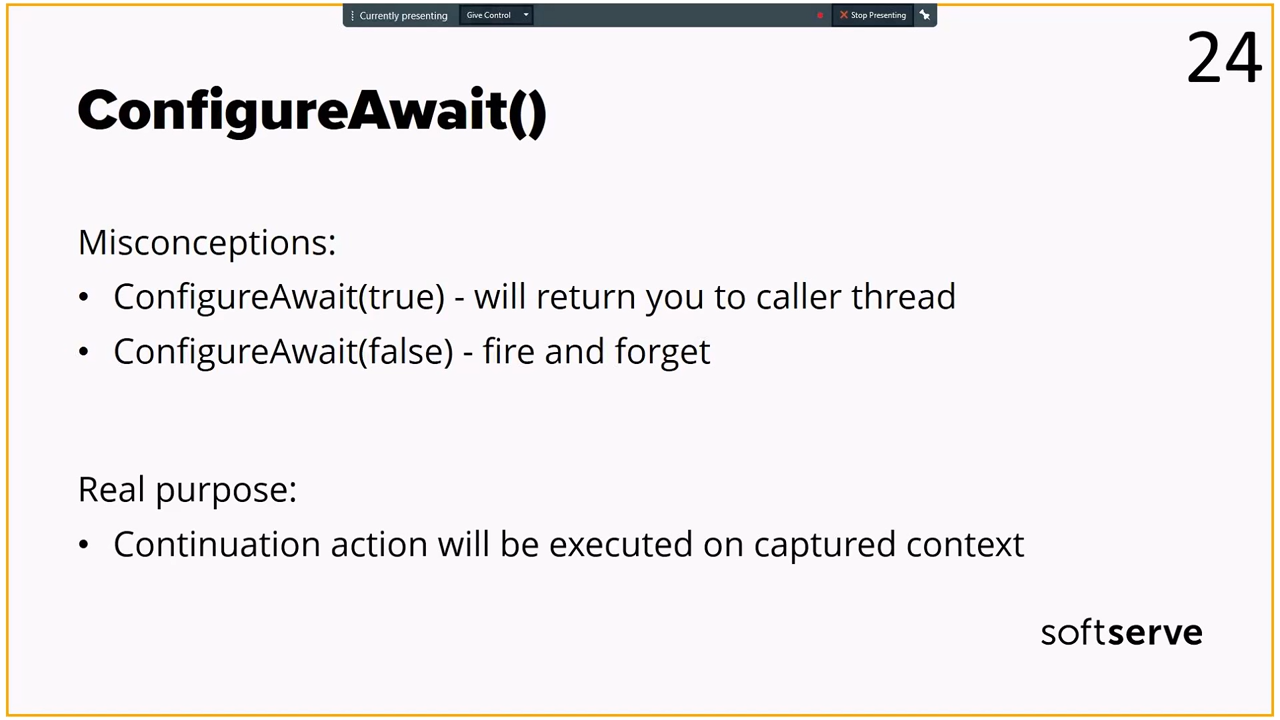 Currently presenting Give Control Stop Presenting
24
ConfigureAwait()
Misconceptions:
• ConfigureAwait(true) - will return you to caller thread
• ConfigureAwait(false) - fire and forget
Real purpose:
• Continuation action will be executed on captured context
softserve